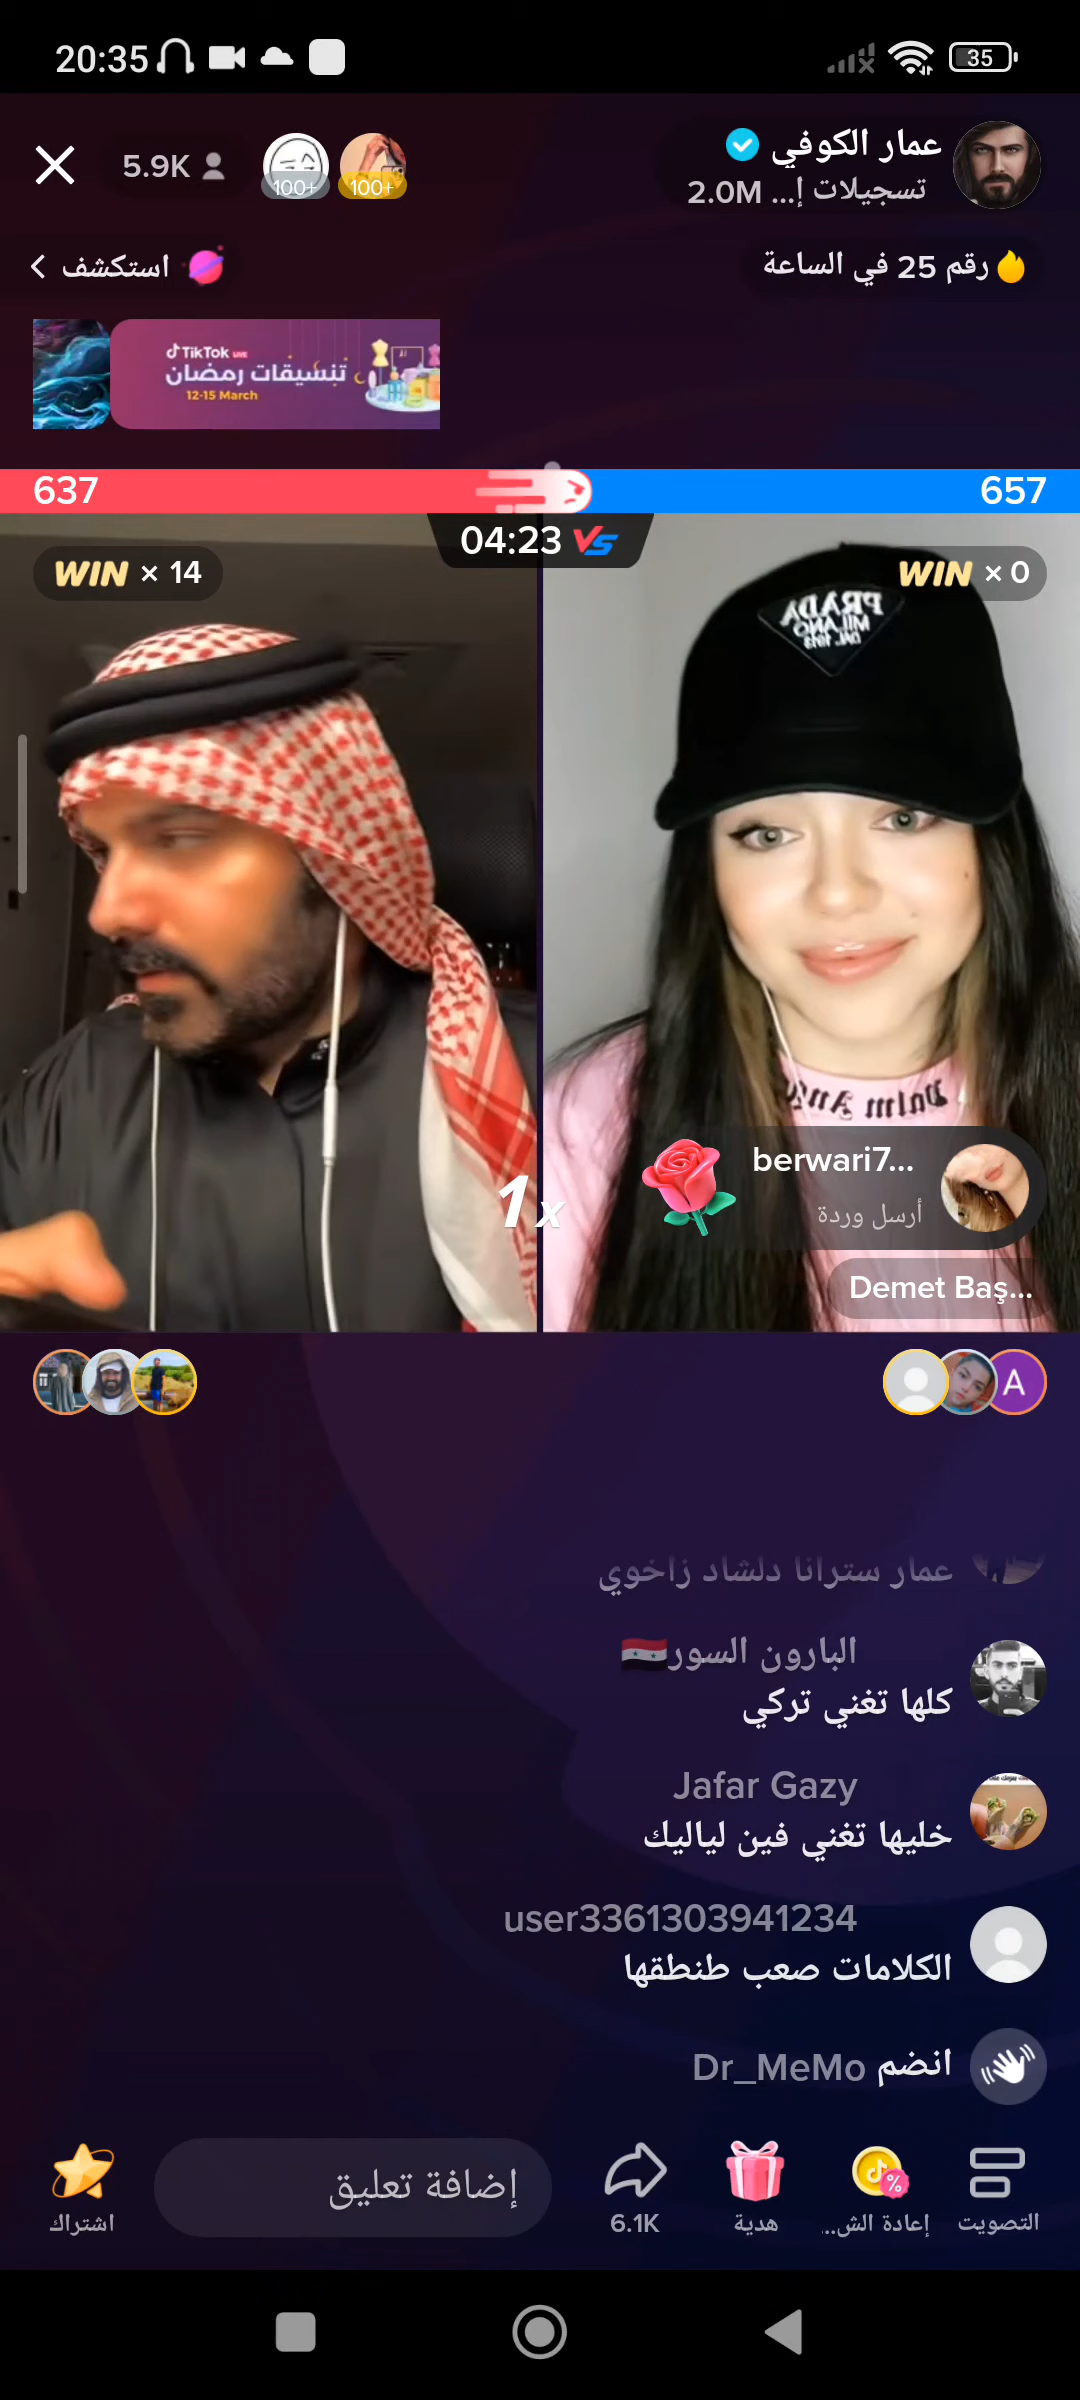 20:35
35
5.9K
100+
100+
عمار الكوفي
تسجيلات إ... 2.0M
استكشف
رقم 25 في الساعة
TikTok LIVE
تنسيقات رمضان
12-15 March
637
657
04:23 VS
WIN × 14
WIN × 0
PRADA
MILANO
berwari7...
أرسل وردة
1x
Demet Baş...
A
عمار سترانا دلشاد زاخوي
البارون السور🇸🇾
كلها تغني تركي
Jafar Gazy
خليها تغني فين لياليك
user3361303941234
الكلامات صعب طنطقها
انضم Dr_MeMo
اشتراك
إضافة تعليق
6.1K
هدية
إعادة الش...
التصويت